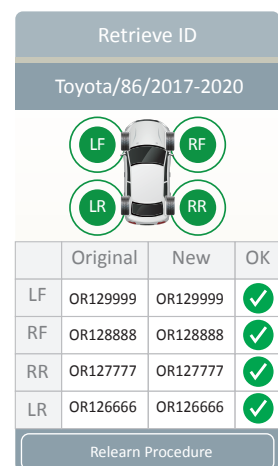 Retrieve ID
Toyota/86/2017-2020
LF RF
LR RR
Original New OK
LF OR129999 OR129999
RF OR128888 OR128888
RR OR127777 OR127777
LR OR126666 OR126666
Relearn Procedure